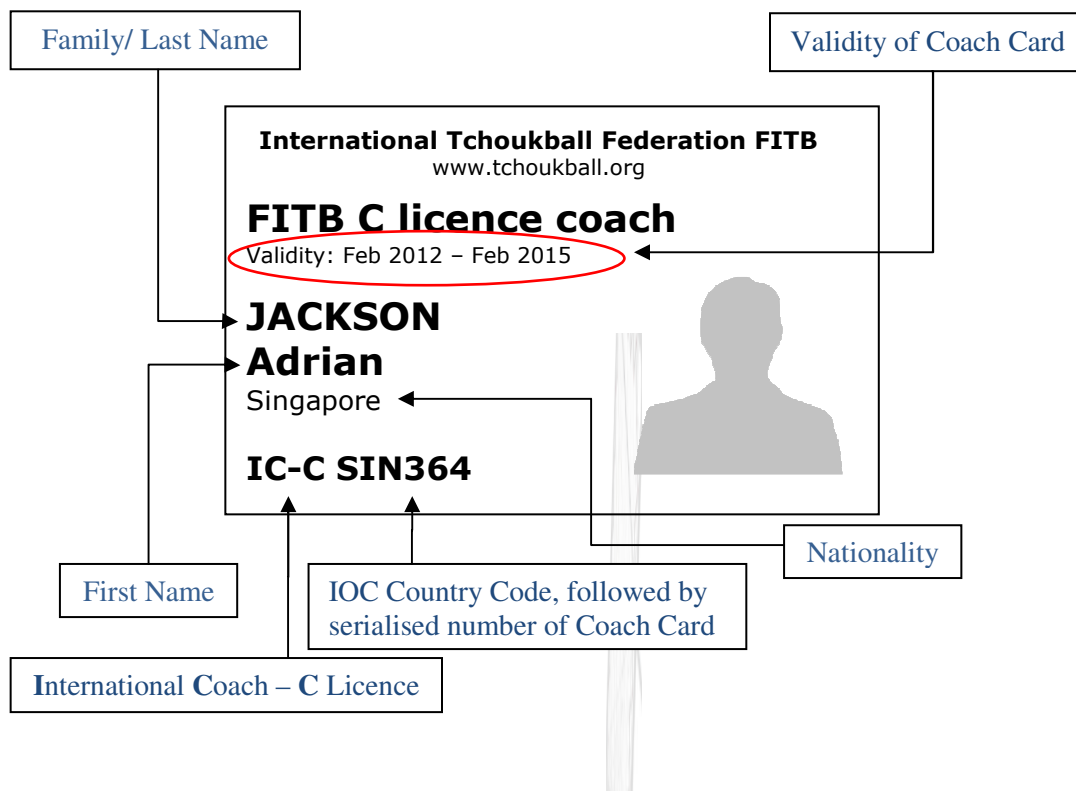 Family/ Last Name
Validity of Coach Card
International Tchoukball Federation FITB
www.tchoukball.org
FITB C licence coach
Validity: Feb 2012 – Feb 2015
JACKSON
Adrian
Singapore
IC-C SIN364
Nationality
First Name
IOC Country Code, followed by
serialised number of Coach Card
International Coach – C Licence